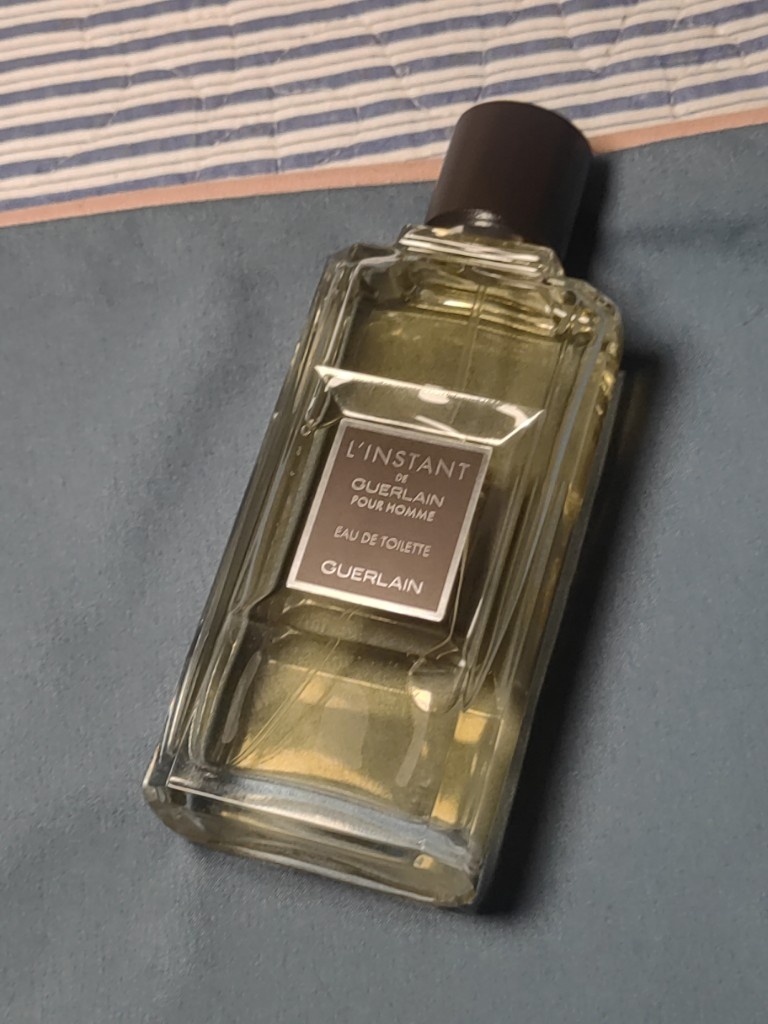 L'INSTANT
DE
GUERLAIN
POUR HOMME
EAU DE TOILETTE
GUERLAIN